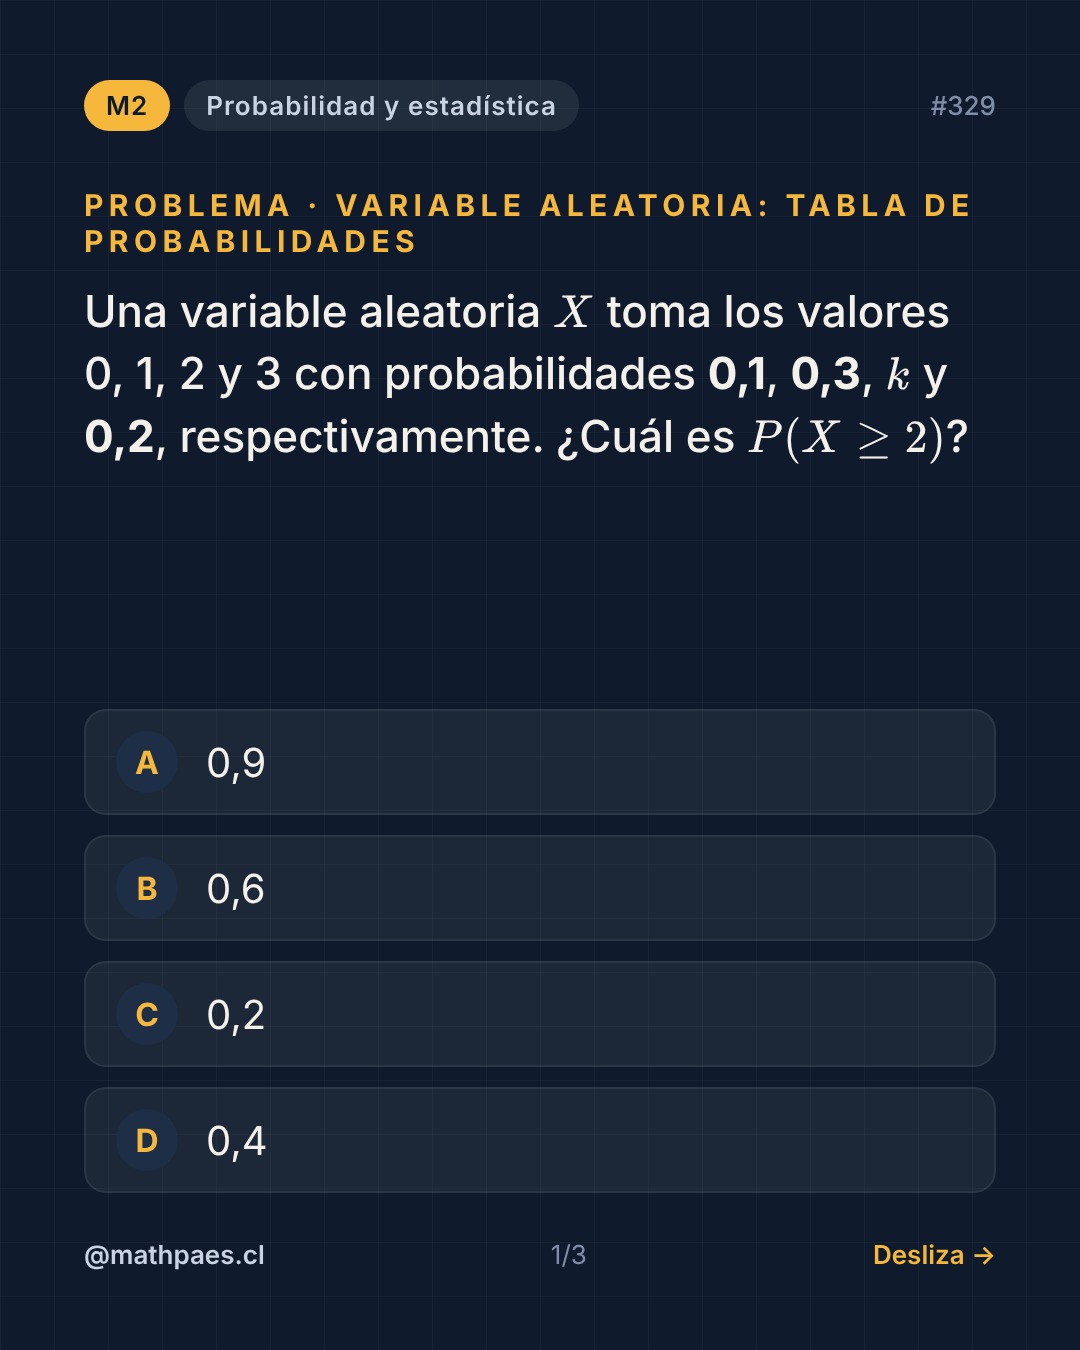 M2 Probabilidad y estadística #329
PROBLEMA · VARIABLE ALEATORIA: TABLA DE
PROBABILIDADES
Una variable aleatoria X toma los valores
0, 1, 2 y 3 con probabilidades 0,1, 0,3, k y
0,2, respectivamente. ¿Cuál es P(X ≥ 2)?
A 0,9
B 0,6
C 0,2
D 0,4
@mathpaes.cl 1/3 Desliza →